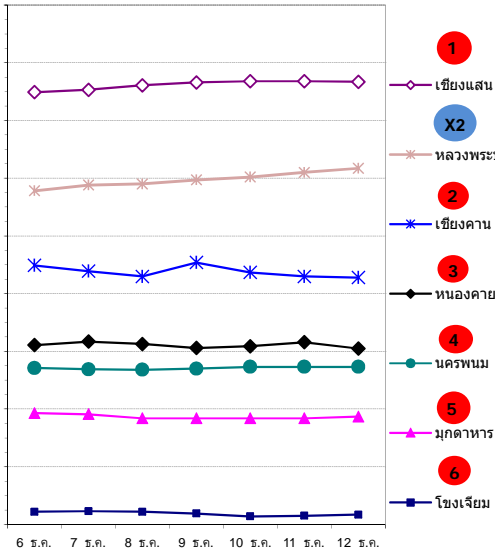 1
เชียงแสน
X2
หลวงพระ
2
เชียงคาน
3
หนองคาย
4
นครพนม
5
มุกดาหาร
6
โขงเจียม
6 ธ.ค. 7 ธ.ค. 8 ธ.ค. 9 ธ.ค. 10 ธ.ค. 11 ธ.ค. 12 ธ.ค.